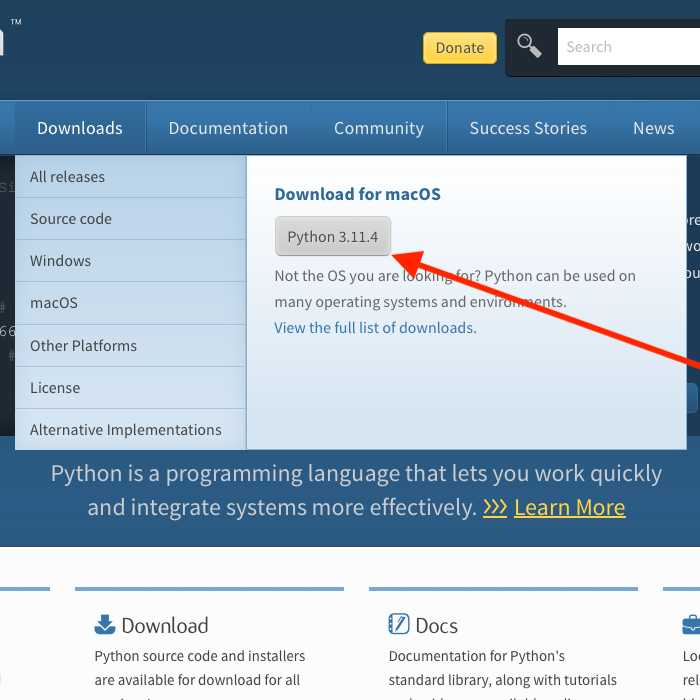 ™
Donate
Search
Downloads
Documentation
Community
Success Stories
News
All releases
Source code
Windows
macOS
Other Platforms
License
Alternative Implementations
Download for macOS
Python 3.11.4
Not the OS you are looking for? Python can be used on
many operating systems and environments.
View the full list of downloads.
#
66
#
Python is a programming language that lets you work quickly
and integrate systems more effectively. >>> Learn More
Download
Python source and installers
are available for download for all
Docs
Documentation for Python's
standard library, along with tutorials